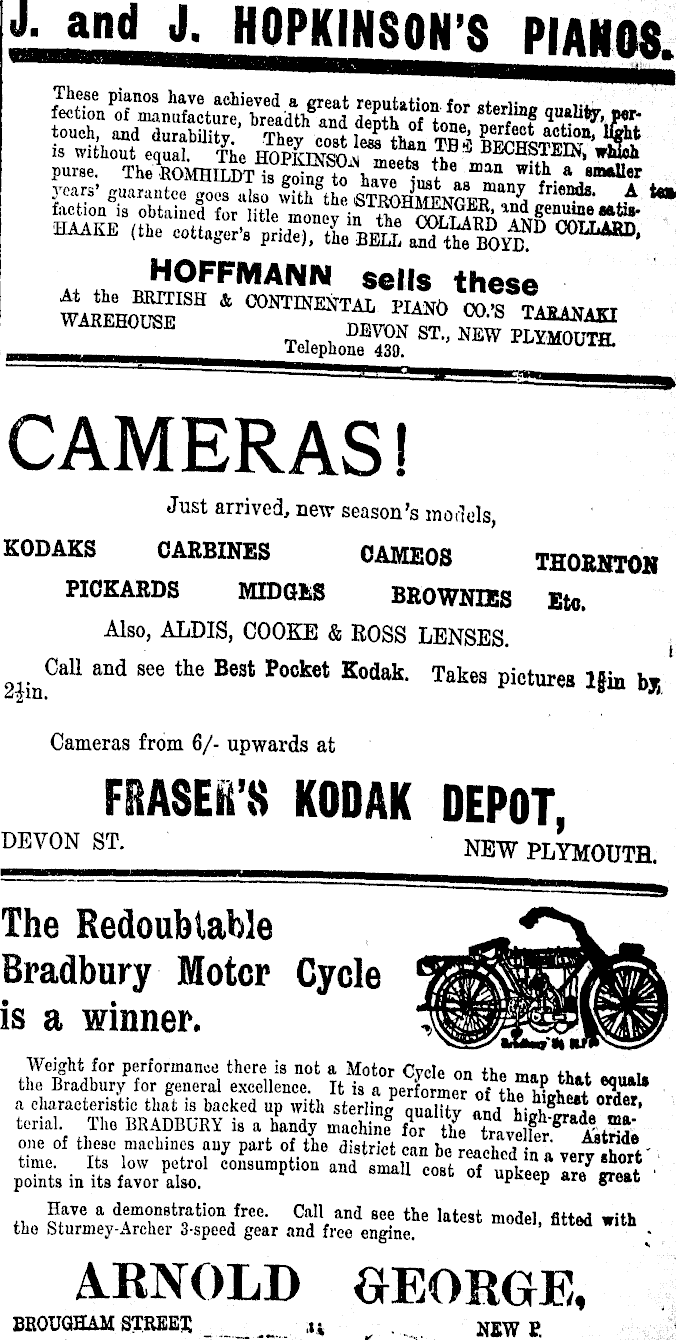 J. and J. HOPKINSON'S PIANOS.
These pianos have achieved a great reputation for sterling quality, per-
fection of manufacture, breadth and depth of tone, perfect action, light
touch, and durability. They cost less than THE BECHSTEIN, which
is without equal. The HOPKINSON meets the man with a smaller
purse. The ROMHILDT is going to have just as many friends. A ten
years' guarantee goes also with the STROHMENGER, and genuine satis-
faction is obtained for litle money in the COLLARD AND COLLARD,
HAAKE (the cottager's pride), the BELL and the BOYD.
HOFFMANN sells these
At the BRITISH & CONTINENTAL PIANO CO.'S TARANAKI
WAREHOUSE DEVON ST., NEW PLYMOUTH.
Telephone 439.
CAMERAS!
Just arrived, new season's models,
KODAKS CARBINES CAMEOS THORNTON
PICKARDS MIDGES BROWNIES Etc.
Also, ALDIS, COOKE & ROSS LENSES.
Call and see the Best Pocket Kodak. Takes pictures 1⅝in by
2½in.
Cameras from 6/- upwards at
FRASER'S KODAK DEPOT,
DEVON ST. NEW PLYMOUTH.
The Redoubtable
Bradbury Motor Cycle
is a winner.
Weight for performance there is not a Motor Cycle on the map that equals
the Bradbury for general excellence. It is a performer of the highest order,
a characteristic that is backed up with sterling quality and high-grade ma-
terial. The BRADBURY is a handy machine for the traveller. Astride
one of these machines any part of the district can be reached in a very short
time. Its low petrol consumption and small cost of upkeep are great
points in its favor also.
Have a demonstration free. Call and see the latest model, fitted with
the Sturmey-Archer 3-speed gear and free engine.
ARNOLD GEORGE,
BROUGHAM STREET NEW P.